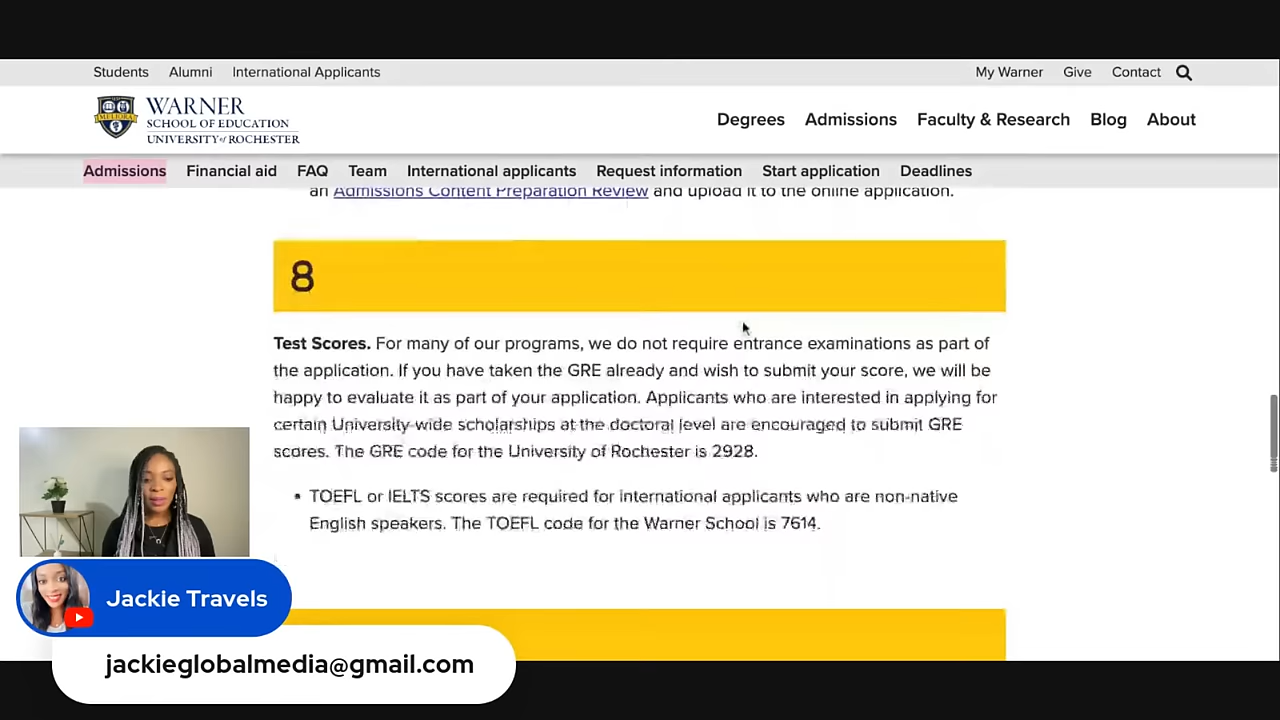 Students Alumni International Applicants My Warner Give Contact
WARNER
SCHOOL OF EDUCATION
UNIVERSITY of ROCHESTER
MELIORA
Degrees Admissions Faculty & Research Blog About
Admissions Financial aid FAQ Team International applicants Request information Start application Deadlines
an Admissions Content Preparation Review and upload it to the online application.
8
Test Scores. For many of our programs, we do not require entrance examinations as part of
the application. If you have taken the GRE already and wish to submit your score, we will be
happy to evaluate it as part of your application. Applicants who are interested in applying for
certain University-wide scholarships at the doctoral level are encouraged to submit GRE
scores. The GRE code for the University of Rochester is 2928.
• TOEFL or IELTS scores are required for international applicants who are non-native
English speakers. The TOEFL code for the Warner School is 7614.
Jackie Travels
jackieglobalmedia@gmail.com